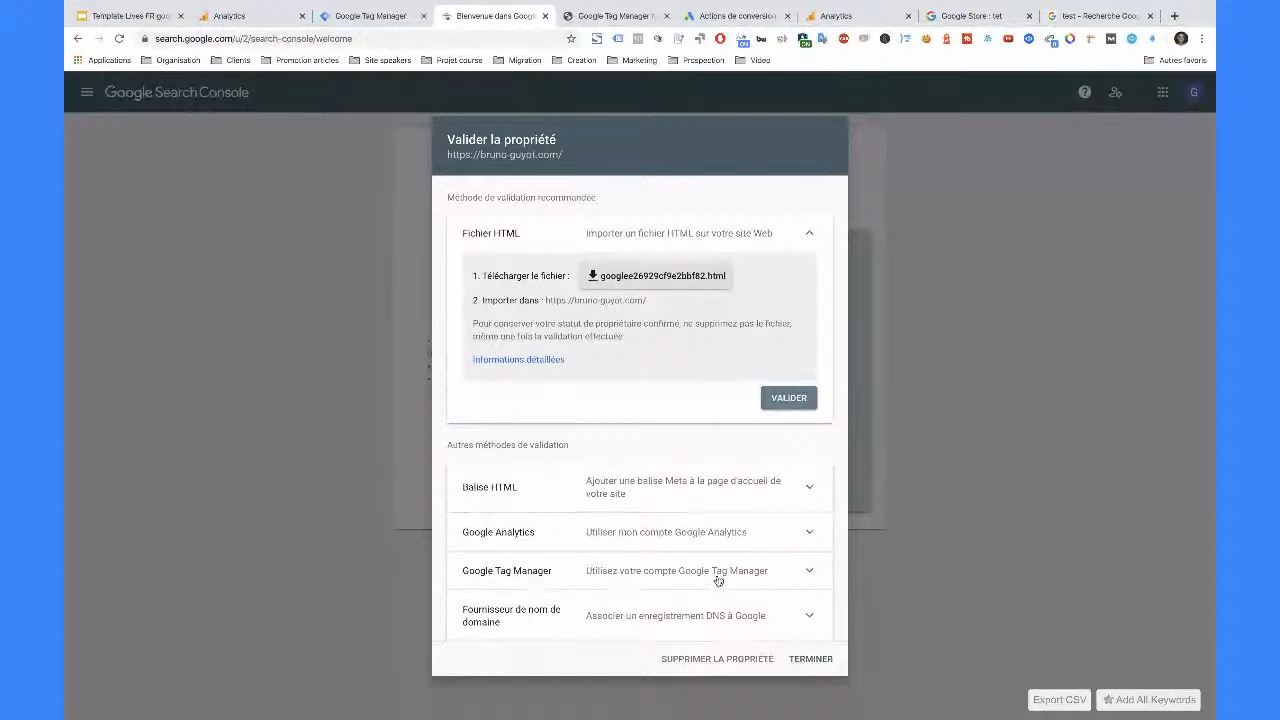 Template Lives FR goo
Analytics
Google Tag Manager
Bienvenue dans Googl
Google Tag Manager
Actions de conversion
Analytics
Google Store : tet
test - Recherche Goo
search.google.com/u/2/search-console/welcome
Applications
Organisation
Clients
Promotion articles
Site speakers
Projet course
Migration
Creation
Marketing
Prospection
Video
Autres favoris
Google Search Console
G
Valider la propriété
https://bruno-guyot.com/
Méthode de validation recommandée
Fichier HTML
Importer un fichier HTML sur votre site Web
1. Télécharger le fichier :
googlee26929cf9e2bbf82.html
2. Importer dans : https://bruno-guyot.com/
Pour conserver votre statut de propriétaire confirmé, ne supprimez pas le fichier,
même une fois la validation effectuée.
Informations détaillées
VALIDER
Autres méthodes de validation
Balise HTML
Ajouter une balise Meta à la page d'accueil de
votre site
Google Analytics
Utiliser mon compte Google Analytics
Google Tag Manager
Utilisez votre compte Google Tag Manager
Fournisseur de nom de
domaine
Associer un enregistrement DNS à Google
SUPPRIMER LA PROPRIÉTÉ
TERMINER
Export CSV
Add All Keywords